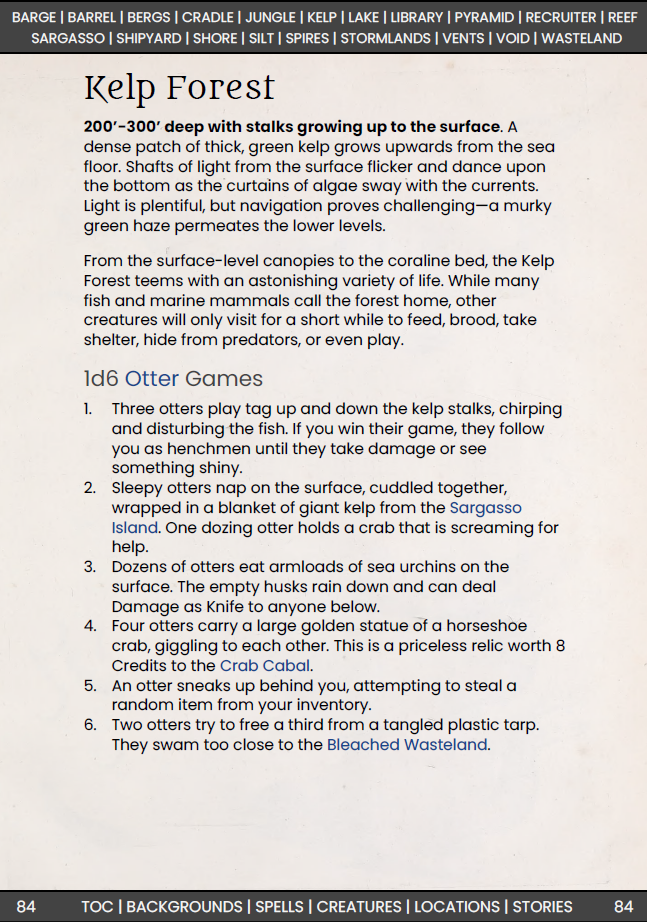 BARGE | BARREL | BERGS | CRADLE | JUNGLE | KELP | LAKE | LIBRARY | PYRAMID | RECRUITER | REEF
SARGASSO | SHIPYARD | SHORE | SILT | SPIRES | STORMLANDS | VENTS | VOID | WASTELAND
Kelp Forest
200’-300’ deep with stalks growing up to the surface. A
dense patch of thick, green kelp grows upwards from the sea
floor. Shafts of light from the surface flicker and dance upon
the bottom as the curtains of algae sway with the currents.
Light is plentiful, but navigation proves challenging—a murky
green haze permeates the lower levels.
From the surface-level canopies to the coraline bed, the Kelp
Forest teems with an astonishing variety of life. While many
fish and marine mammals call the forest home, other
creatures will only visit for a short while to feed, brood, take
shelter, hide from predators, or even play.
1d6 Otter Games
1. Three otters play tag up and down the kelp stalks, chirping
and disturbing the fish. If you win their game, they follow
you as henchmen until they take damage or see
something shiny.
2. Sleepy otters nap on the surface, cuddled together,
wrapped in a blanket of giant kelp from the Sargasso
Island. One dozing otter holds a crab that is screaming for
help.
3. Dozens of otters eat armloads of sea urchins on the
surface. The empty husks rain down and can deal
Damage as Knife to anyone below.
4. Four otters carry a large golden statue of a horseshoe
crab, giggling to each other. This is a priceless relic worth 8
Credits to the Crab Cabal.
5. An otter sneaks up behind you, attempting to steal a
random item from your inventory.
6. Two otters try to free a third from a tangled plastic tarp.
They swam too close to the Bleached Wasteland.
84 TOC | BACKGROUNDS | SPELLS | CREATURES | LOCATIONS | STORIES 84